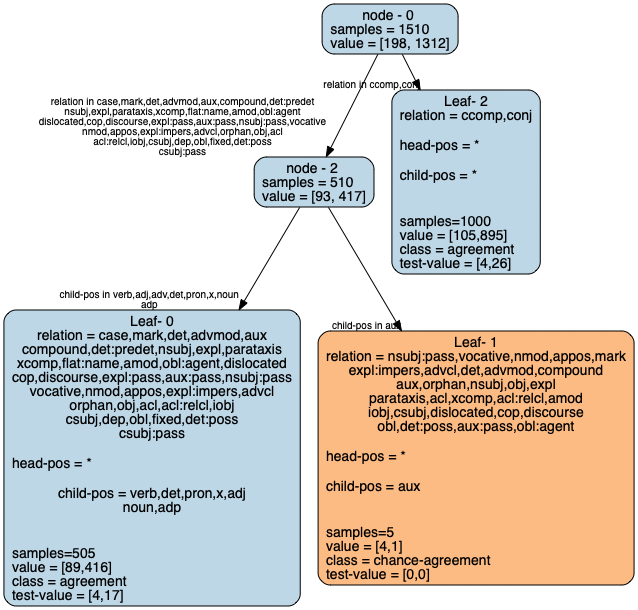 node - 0
samples = 1510
value = [198, 1312]
relation in ccomp,conj
relation in case,mark,det,advmod,aux,compound,det:predet
nsubj,expl,parataxis,xcomp,flat:name,amod,obl:agent
dislocated,cop,discourse,expl:pass,aux:pass,nsubj:pass,vocative
nmod,appos,expl:impers,advcl,orphan,obj,acl
acl:relcl,iobj,csubj,dep,obl,fixed,det:poss
csubj:pass
Leaf- 2
relation = ccomp,conj
head-pos = *
child-pos = *
samples=1000
value = [105,895]
class = agreement
test-value = [4,26]
node - 2
samples = 510
value = [93, 417]
child-pos in verb,adj,adv,det,pron,x,noun
adp
child-pos in aux
Leaf- 0
relation = case,mark,det,advmod,aux
compound,det:predet,nsubj,expl,parataxis
xcomp,flat:name,amod,obl:agent,dislocated
cop,discourse,expl:pass,aux:pass,nsubj:pass
vocative,nmod,appos,expl:impers,advcl
orphan,obj,acl,acl:relcl,iobj
csubj,dep,obl,fixed,det:poss
csubj:pass
head-pos = *
child-pos = verb,det,pron,x,adj
noun,adp
samples=505
value = [89,416]
class = agreement
test-value = [4,17]
Leaf- 1
relation = nsubj:pass,vocative,nmod,appos,mark
expl:impers,advcl,det,advmod,compound
aux,orphan,nsubj,obj,expl
parataxis,acl,xcomp,acl:relcl,amod
iobj,csubj,dislocated,cop,discourse
obl,det:poss,aux:pass,obl:agent
head-pos = *
child-pos = aux
samples=5
value = [4,1]
class = chance-agreement
test-value = [0,0]